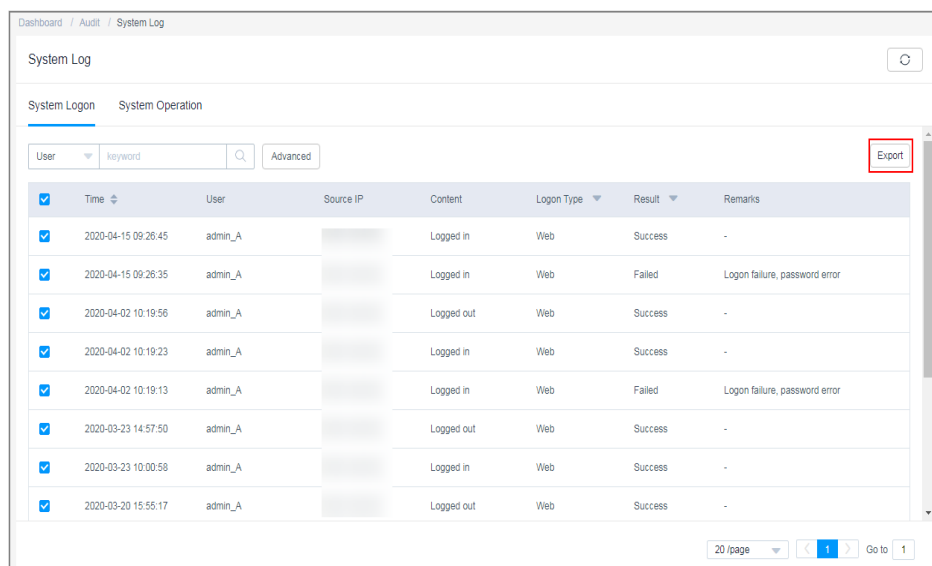 Dashboard / Audit / System Log
System Log
System Logon System Operation
User keyword Advanced Export
Time User Source IP Content Logon Type Result Remarks
2020-04-15 09:26:45 admin_A Logged in Web Success -
2020-04-15 09:26:35 admin_A Logged in Web Failed Logon failure, password error
2020-04-02 10:19:56 admin_A Logged out Web Success -
2020-04-02 10:19:23 admin_A Logged in Web Success -
2020-04-02 10:19:13 admin_A Logged in Web Failed Logon failure, password error
2020-03-23 14:57:50 admin_A Logged out Web Success -
2020-03-23 10:00:58 admin_A Logged in Web Success -
2020-03-20 15:55:17 admin_A Logged out Web Success -
20 /page 1 Go to 1